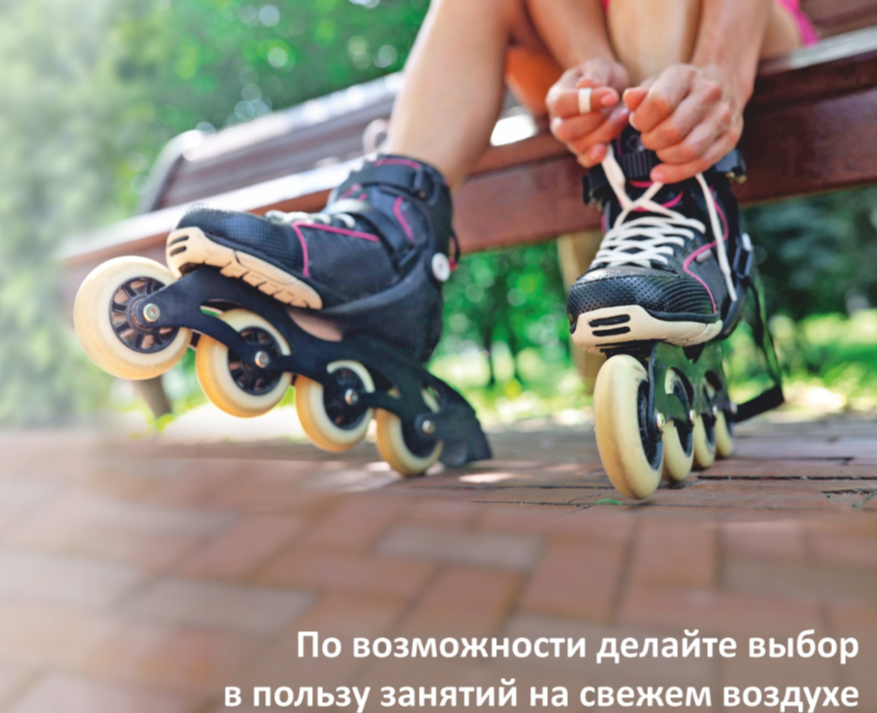 По возможности делайте выбор
в пользу занятий на свежем воздухе